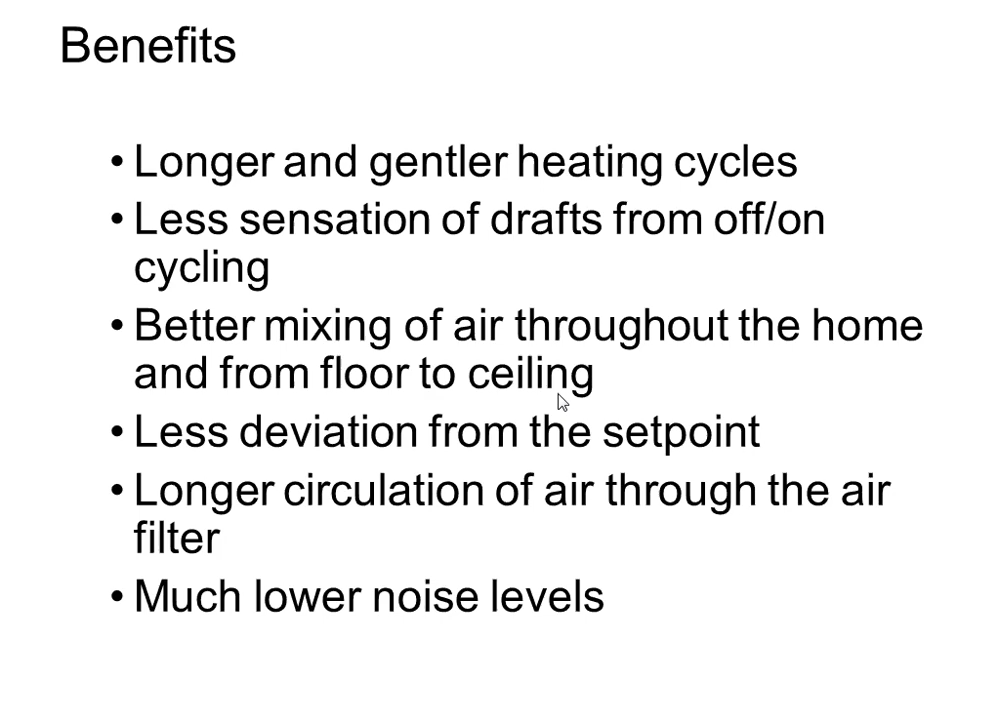 Benefits
• Longer and gentler heating cycles
• Less sensation of drafts from off/on
cycling
• Better mixing of air throughout the home
and from floor to ceiling
• Less deviation from the setpoint
• Longer circulation of air through the air
filter
• Much lower noise levels